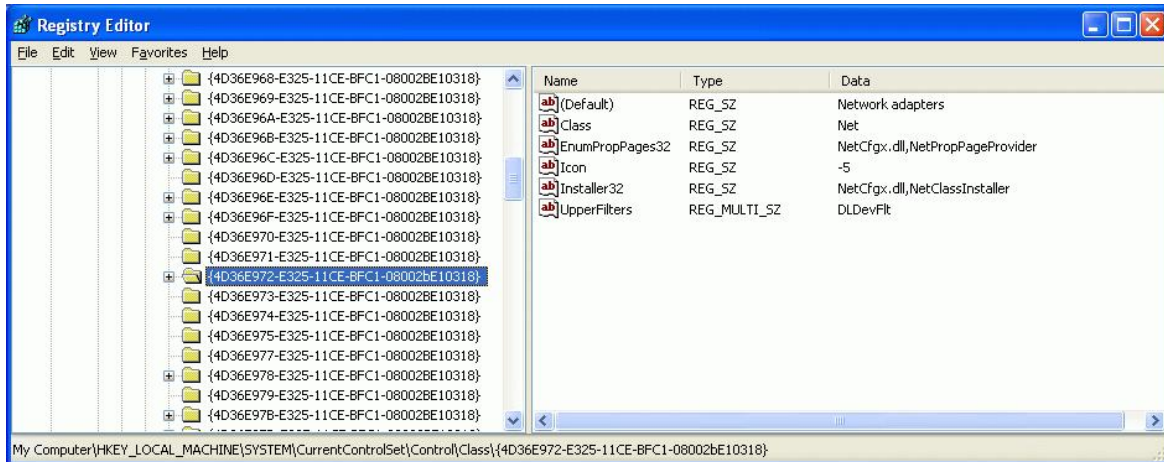 Registry Editor
File Edit View Favorites Help
{4D36E968-E325-11CE-BFC1-08002BE10318}
{4D36E969-E325-11CE-BFC1-08002BE10318}
{4D36E96A-E325-11CE-BFC1-08002BE10318}
{4D36E96B-E325-11CE-BFC1-08002BE10318}
{4D36E96C-E325-11CE-BFC1-08002BE10318}
{4D36E96D-E325-11CE-BFC1-08002BE10318}
{4D36E96E-E325-11CE-BFC1-08002BE10318}
{4D36E96F-E325-11CE-BFC1-08002BE10318}
{4D36E970-E325-11CE-BFC1-08002BE10318}
{4D36E971-E325-11CE-BFC1-08002BE10318}
{4D36E972-E325-11CE-BFC1-08002bE10318}
{4D36E973-E325-11CE-BFC1-08002BE10318}
{4D36E974-E325-11CE-BFC1-08002BE10318}
{4D36E975-E325-11CE-BFC1-08002BE10318}
{4D36E977-E325-11CE-BFC1-08002BE10318}
{4D36E978-E325-11CE-BFC1-08002BE10318}
{4D36E979-E325-11CE-BFC1-08002BE10318}
{4D36E97B-E325-11CE-BFC1-08002BE10318}
Name Type Data
ab (Default) REG_SZ Network adapters
ab Class REG_SZ Net
ab EnumPropPages32 REG_SZ NetCfgx.dll,NetPropPageProvider
ab Icon REG_SZ -5
ab Installer32 REG_SZ NetCfgx.dll,NetClassInstaller
ab UpperFilters REG_MULTI_SZ DLDevFlt
My Computer\HKEY_LOCAL_MACHINE\SYSTEM\CurrentControlSet\Control\Class\{4D36E972-E325-11CE-BFC1-08002bE10318}